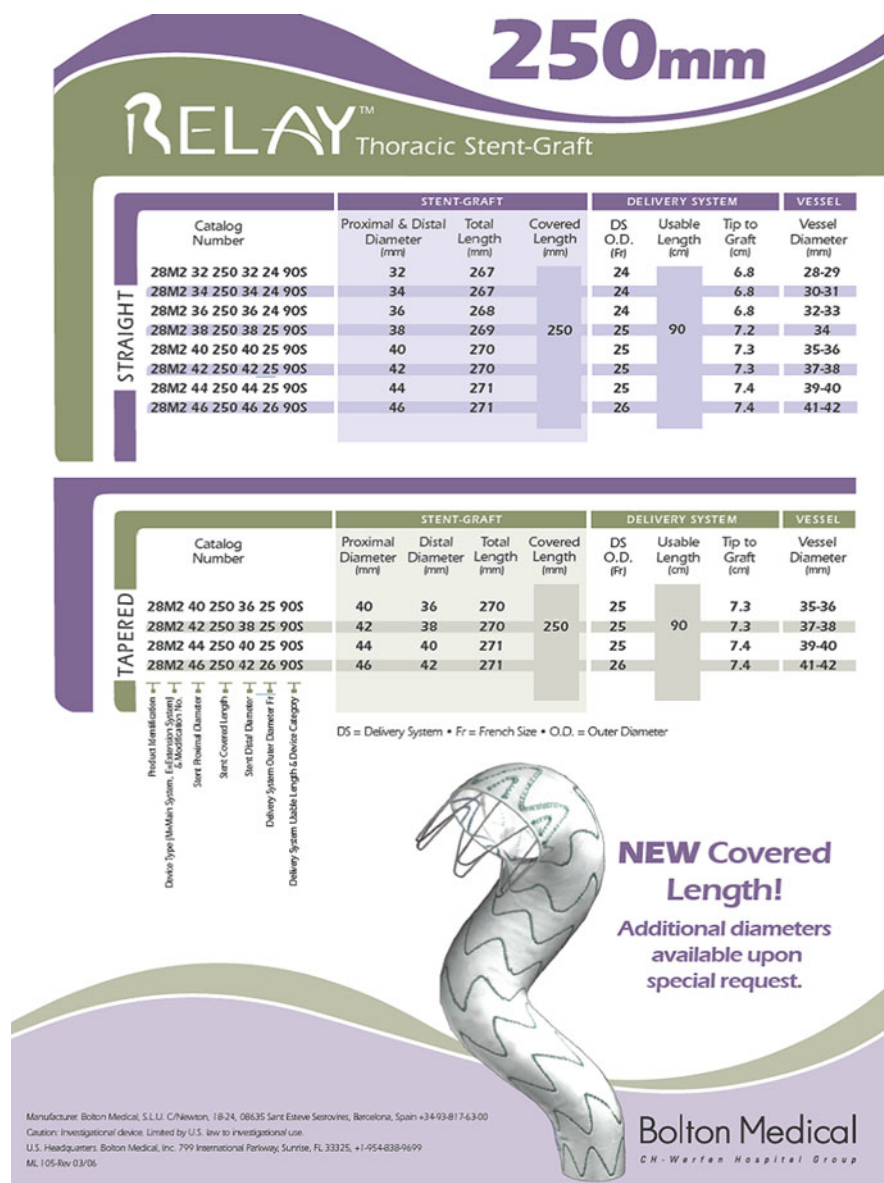 250mm
RELAY™ Thoracic Stent-Graft
STRAIGHT
STENT-GRAFT DELIVERY SYSTEM VESSEL
Catalog Number Proximal & Distal Diameter (mm) Total Length (mm) Covered Length (mm) DS O.D. (Fr) Usable Length (cm) Tip to Graft (cm) Vessel Diameter (mm)
28M2 32 250 32 24 90S 32 267 24 6.8 28-29
28M2 34 250 34 24 90S 34 267 24 6.8 30-31
28M2 36 250 36 24 90S 36 268 24 6.8 32-33
28M2 38 250 38 25 90S 38 269 250 25 90 7.2 34
28M2 40 250 40 25 90S 40 270 25 7.3 35-36
28M2 42 250 42 25 90S 42 270 25 7.3 37-38
28M2 44 250 44 25 90S 44 271 25 7.4 39-40
28M2 46 250 46 26 90S 46 271 26 7.4 41-42
TAPERED
STENT-GRAFT DELIVERY SYSTEM VESSEL
Catalog Number Proximal Diameter (mm) Distal Diameter (mm) Total Length (mm) Covered Length (mm) DS O.D. (Fr) Usable Length (cm) Tip to Graft (cm) Vessel Diameter (mm)
28M2 40 250 36 25 90S 40 36 270 25 7.3 35-36
28M2 42 250 38 25 90S 42 38 270 250 25 90 7.3 37-38
28M2 44 250 40 25 90S 44 40 271 25 7.4 39-40
28M2 46 250 42 26 90S 46 42 271 26 7.4 41-42
Product Identification
Device Type (M=Main System, E=Extension System)
& Modification No.
Stent Proximal Diameter
Stent Covered Length
Stent Distal Diameter
Delivery System Outer Diameter Fr
Delivery System Usable Length & Device Category
DS = Delivery System • Fr = French Size • O.D. = Outer Diameter
NEW Covered
Length!
Additional diameters
available upon
special request.
Manufacturer: Bolton Medical, S.L.U. C/Newton, 18-24, 08635 Sant Esteve Sesrovires, Barcelona, Spain +34-93-817-63-00
Caution: Investigational device. Limited by U.S. law to investigational use.
U.S. Headquarters: Bolton Medical, Inc. 799 International Parkway, Sunrise, FL 33325, +1-954-838-9699
ML 105-Rev 03/06
Bolton Medical
CH-Werfen Hospital Group